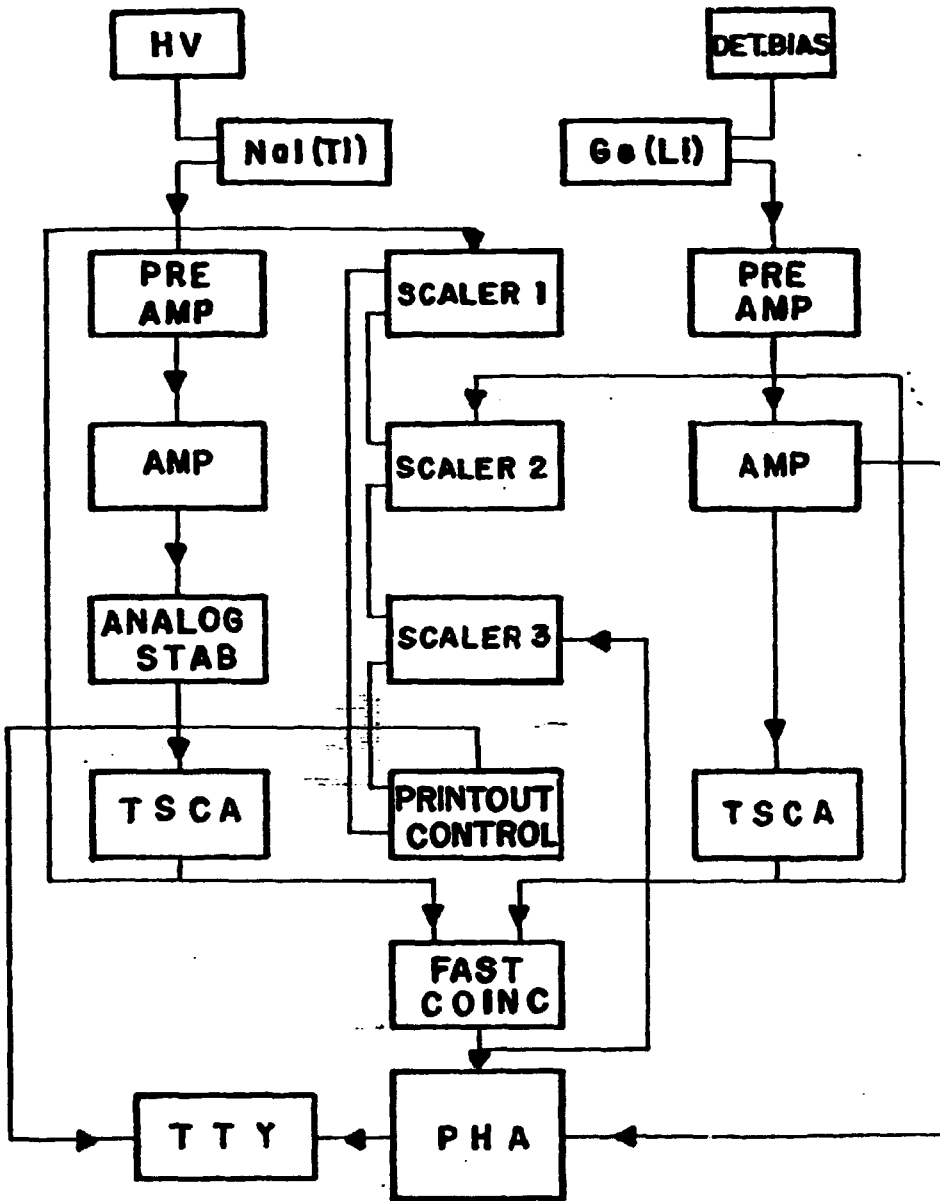 HV
DET.BIAS
NaI(Tl)
Ge(Li)
PRE
AMP
SCALER 1
PRE
AMP
AMP
SCALER 2
AMP
ANALOG
STAB
SCALER 3
TSCA
PRINTOUT
CONTROL
TSCA
FAST
COINC
TTY
PHA